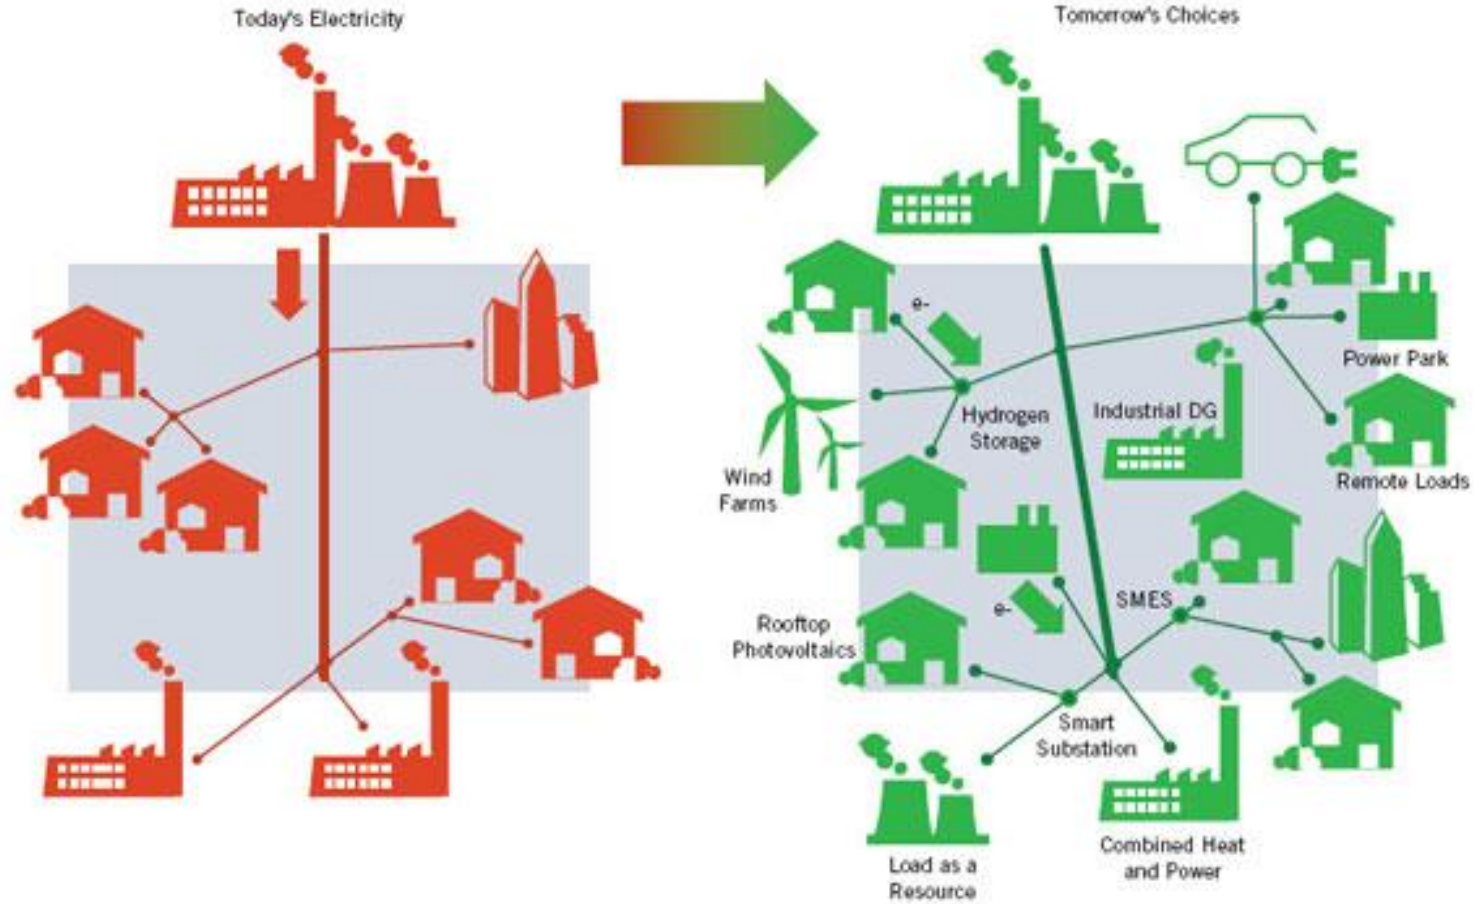 Today's Electricity
Tomorrow's Choices
e-
Power Park
Hydrogen
Storage
Industrial DG
Wind
Farms
Remote Loads
SMES
e-
Rooftop
Photovoltaics
Smart
Substation
Combined Heat
and Power
Load as a
Resource